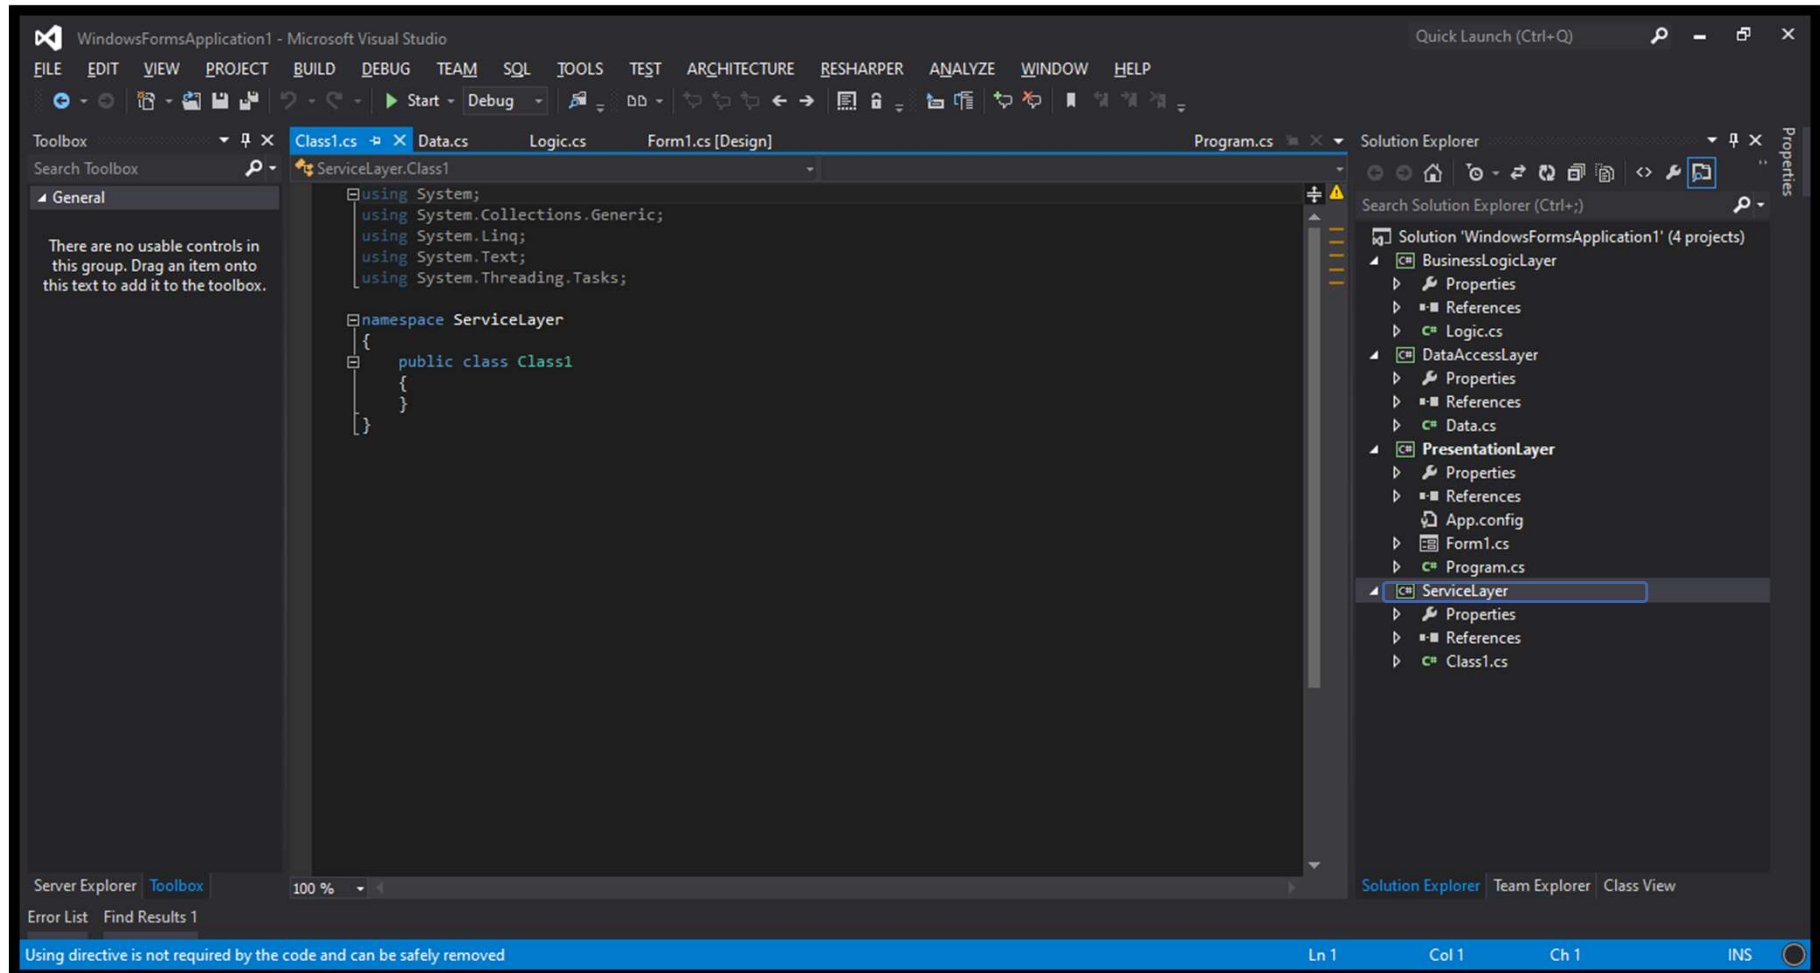 WindowsFormsApplication1 - Microsoft Visual Studio
Quick Launch (Ctrl+Q)
FILE EDIT VIEW PROJECT BUILD DEBUG TEAM SQL TOOLS TEST ARCHITECTURE RESHARPER ANALYZE WINDOW HELP
Start Debug
Toolbox
Search Toolbox
General
There are no usable controls in
this group. Drag an item onto
this text to add it to the toolbox.
Server Explorer Toolbox
Class1.cs Data.cs Logic.cs Form1.cs [Design] Program.cs
ServiceLayer.Class1
using System;
using System.Collections.Generic;
using System.Linq;
using System.Text;
using System.Threading.Tasks;
namespace ServiceLayer
{
public class Class1
{
}
}
100 %
Solution Explorer
Search Solution Explorer (Ctrl+;)
Solution 'WindowsFormsApplication1' (4 projects)
C# BusinessLogicLayer
Properties
References
C# Logic.cs
C# DataAccessLayer
Properties
References
C# Data.cs
C# PresentationLayer
Properties
References
App.config
Form1.cs
C# Program.cs
C# ServiceLayer
Properties
References
C# Class1.cs
Solution Explorer Team Explorer Class View
Properties
Error List Find Results 1
Using directive is not required by the code and can be safely removed
Ln 1 Col 1 Ch 1 INS